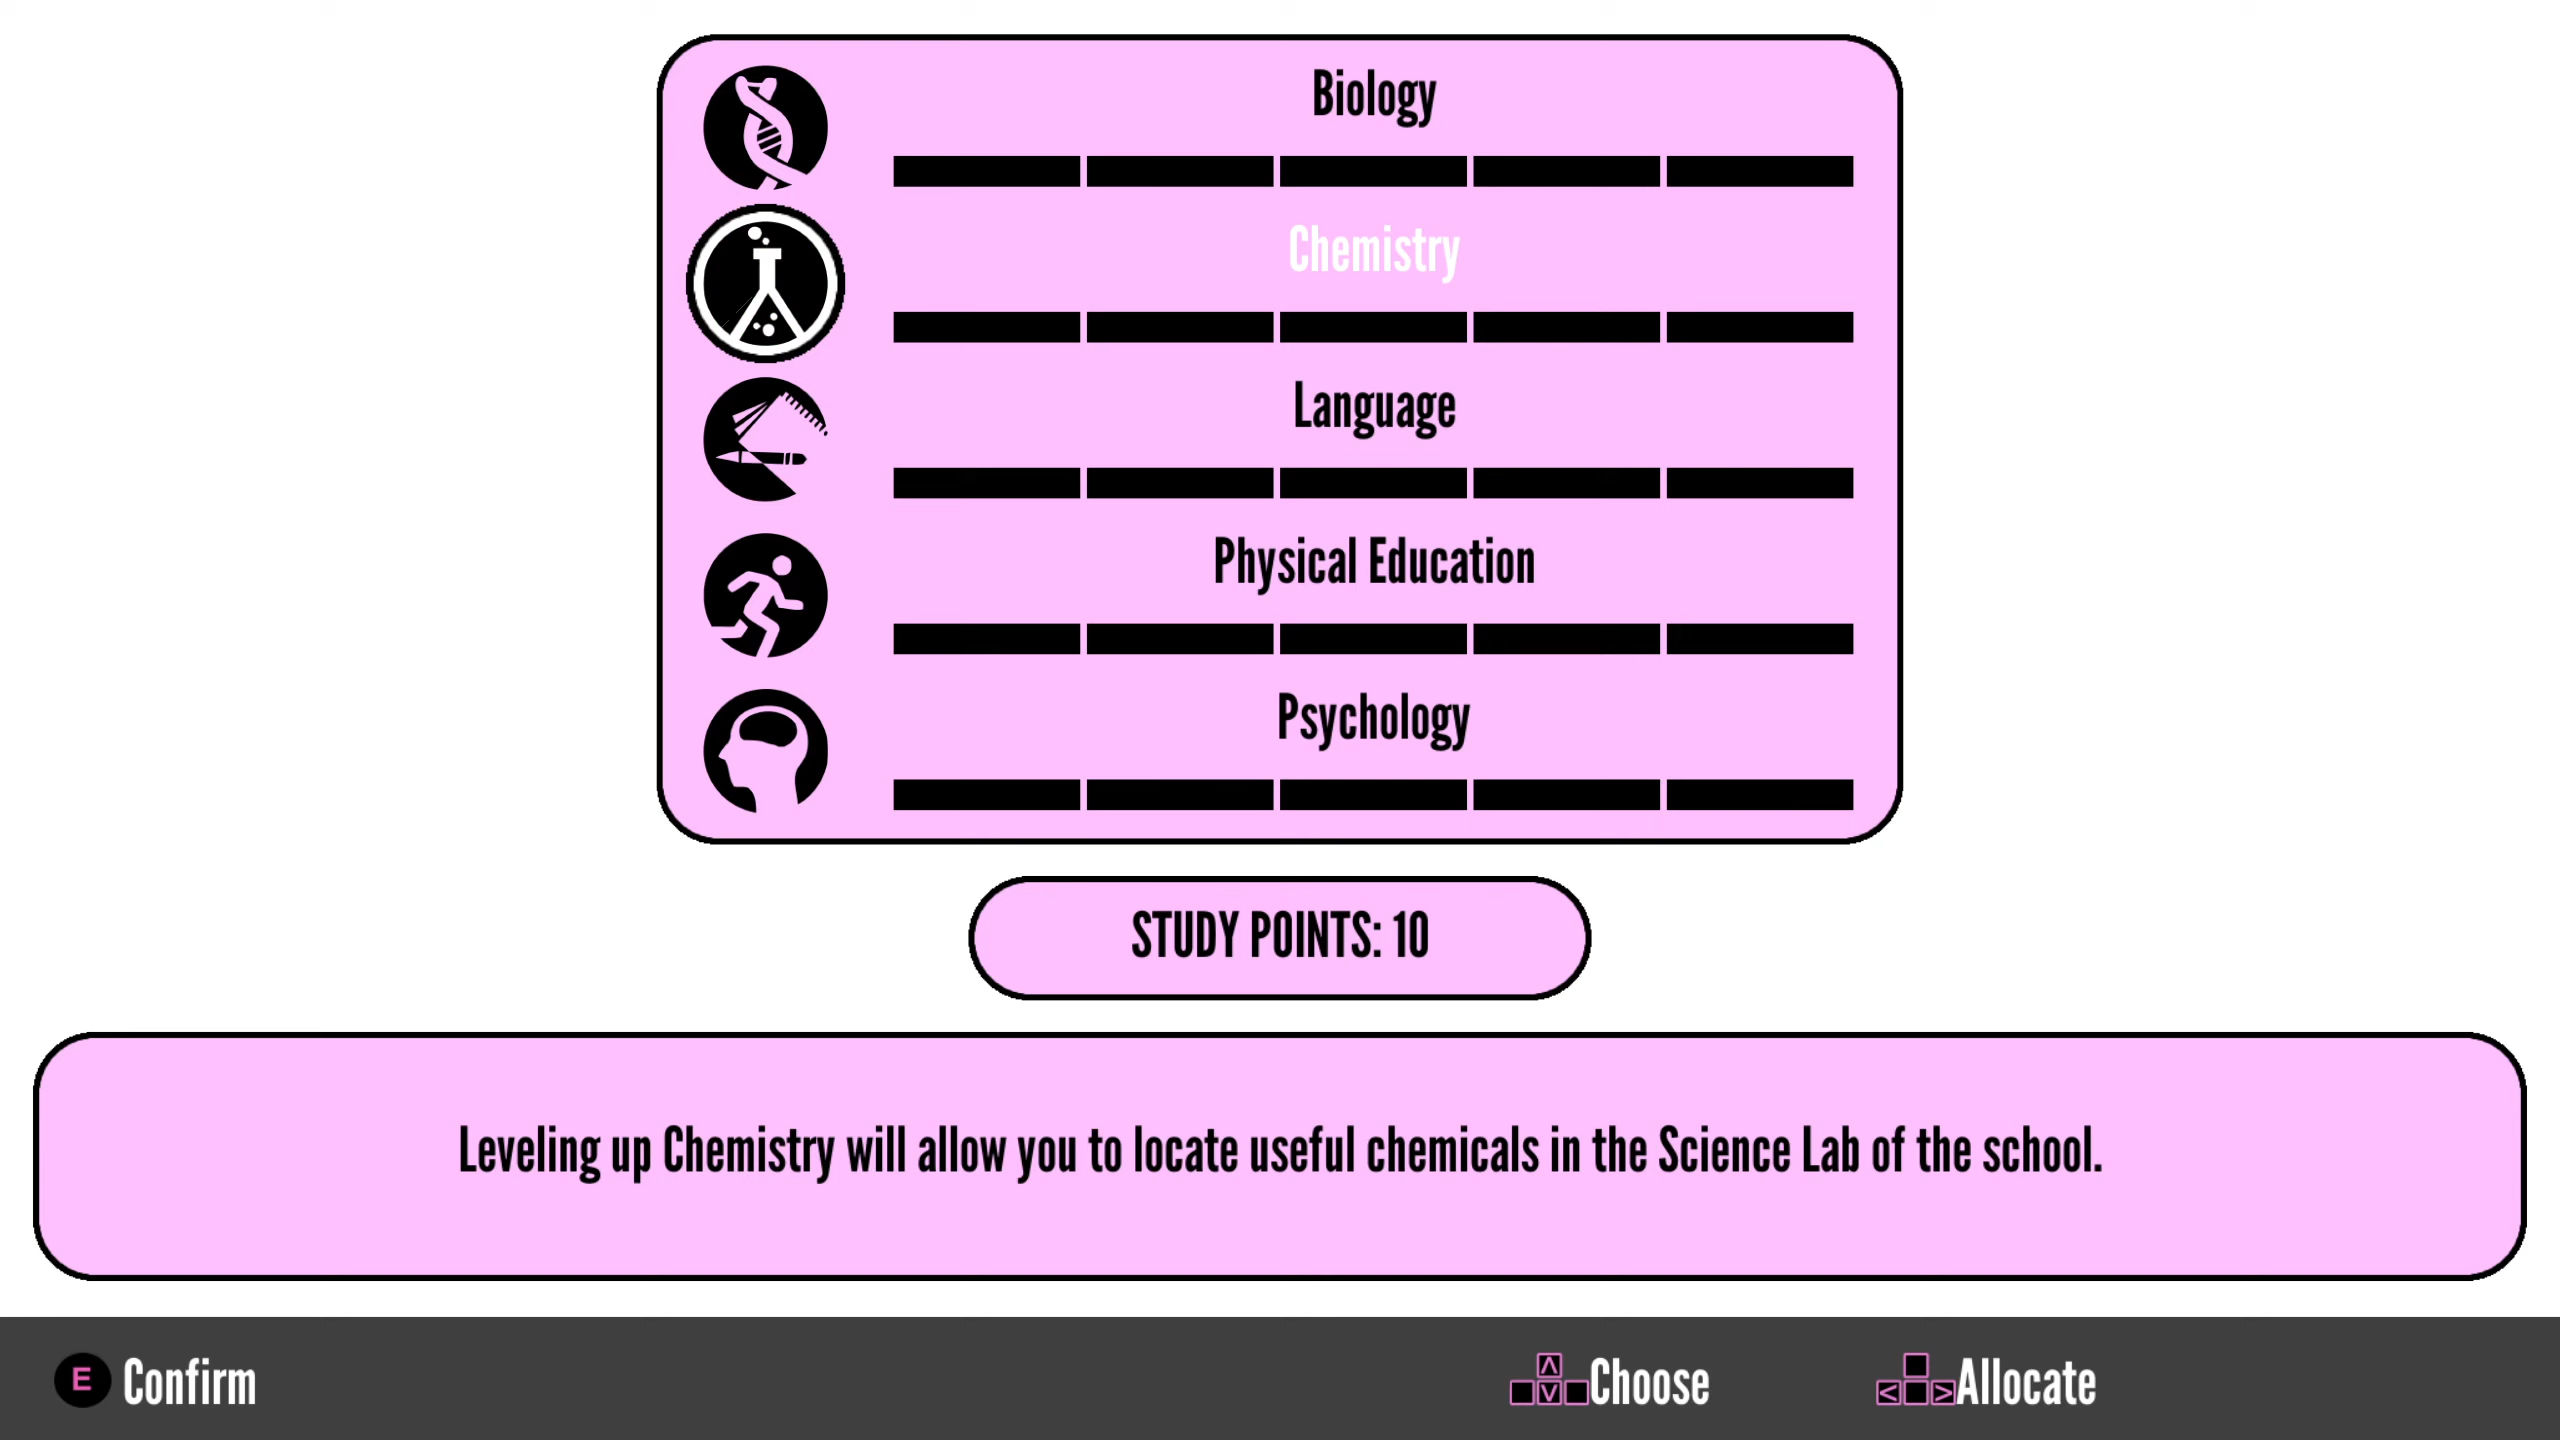 Biology
Chemistry
Language
Physical Education
Psychology
STUDY POINTS: 10
Leveling up Chemistry will allow you to locate useful chemicals in the Science Lab of the school.
E Confirm
Choose
Allocate